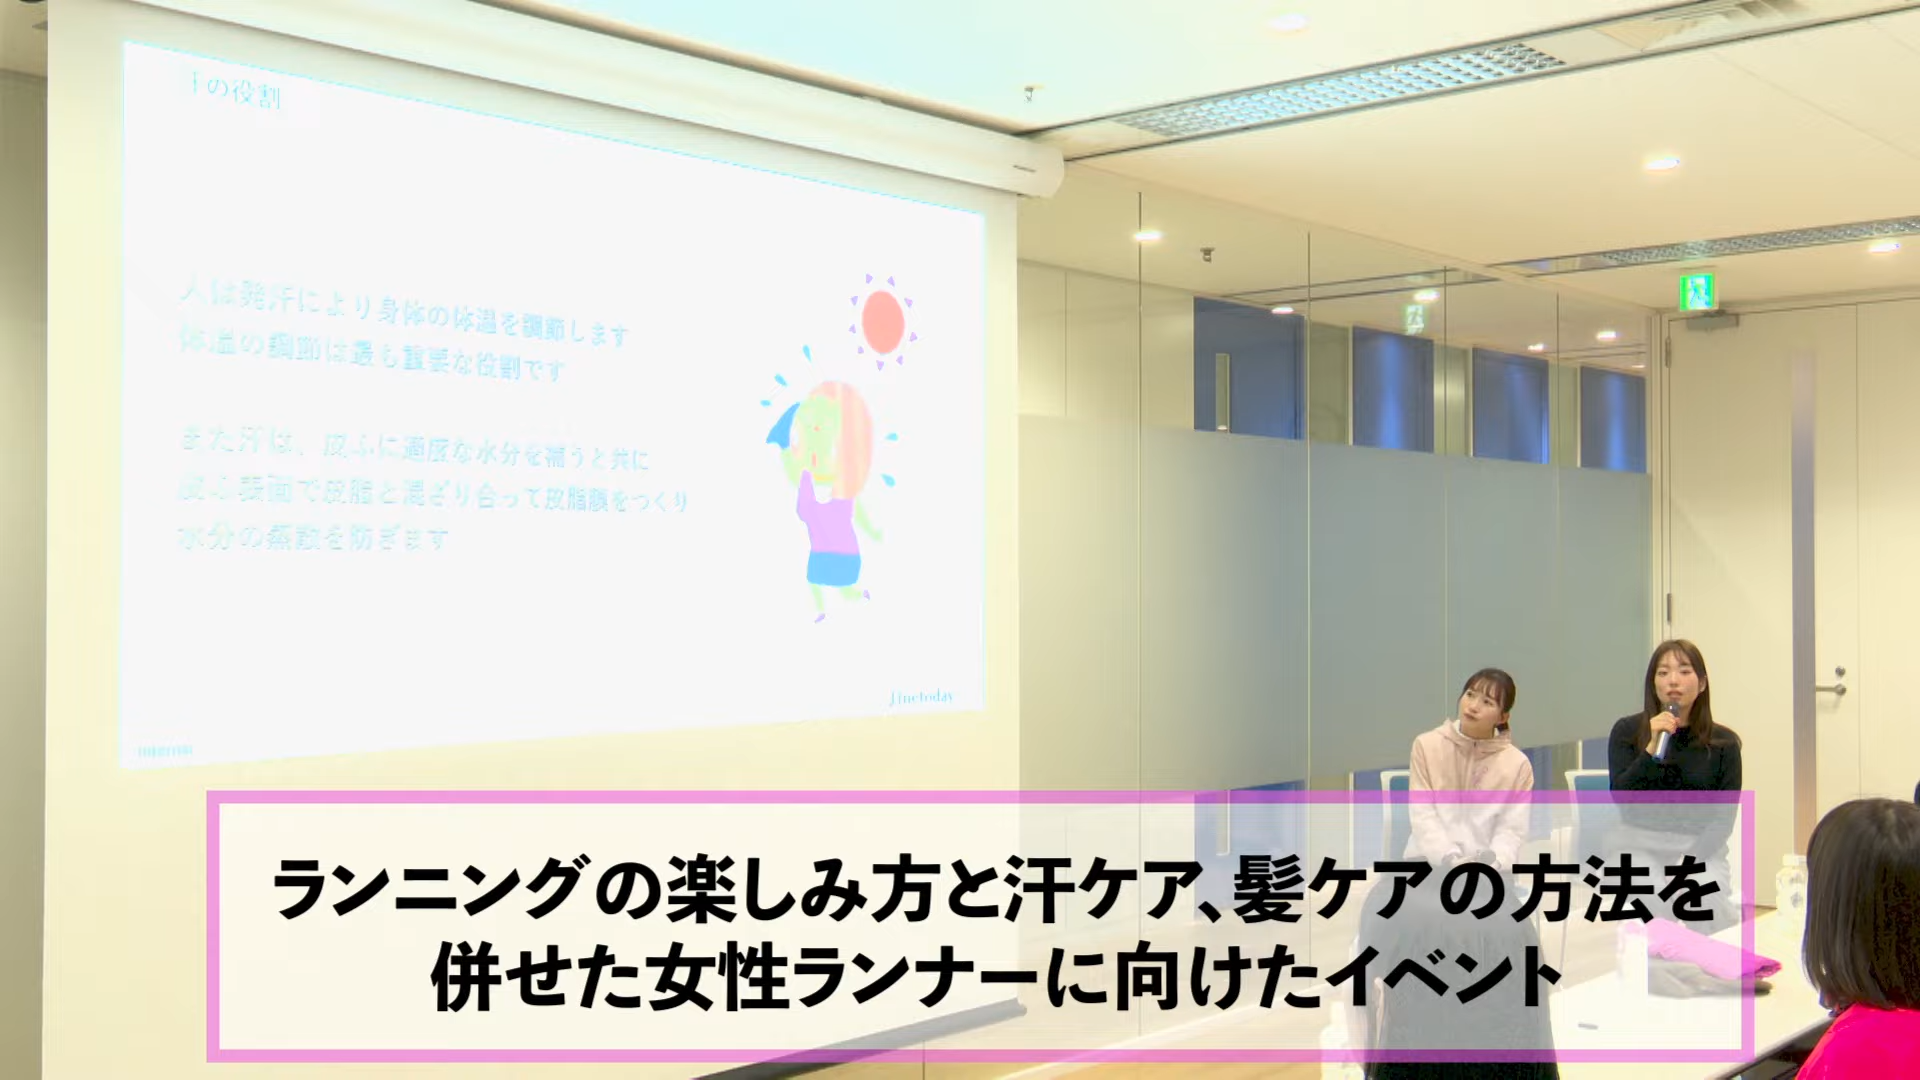 汗の役割
人は発汗により身体の体温を調節します
体温の調節は最も重要な役割です
また汗は、皮ふに適度な水分を補うと共に
皮ふ表面で皮脂と混ざり合って皮脂膜をつくり
水分の蒸散を防ぎます
finetoday
ランニングの楽しみ方と汗ケア、髪ケアの方法を
併せた女性ランナーに向けたイベント